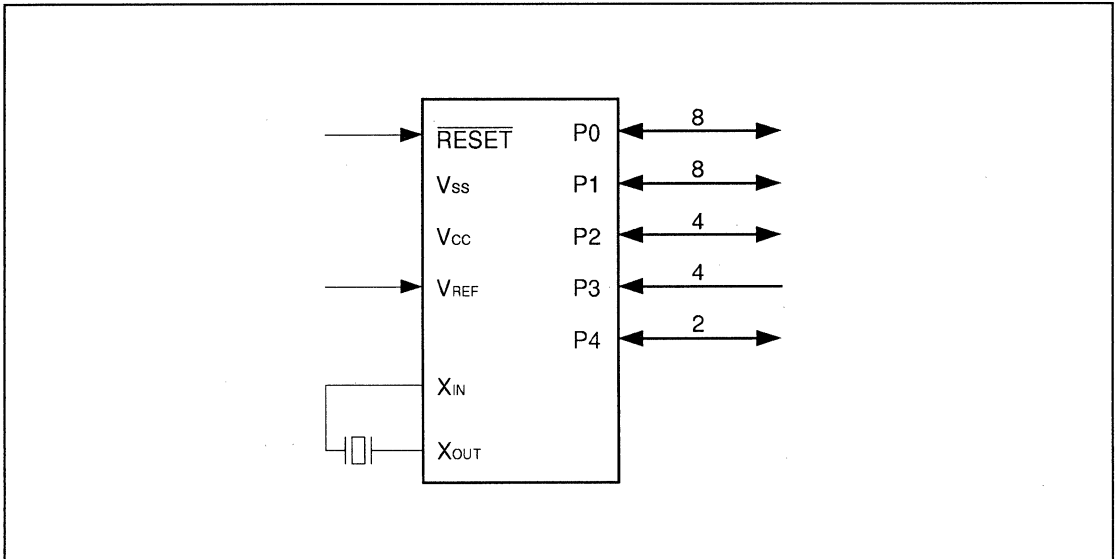 RESET P0 8
Vss P1 8
Vcc P2 4
VREF P3 4
P4 2
XIN
XOUT